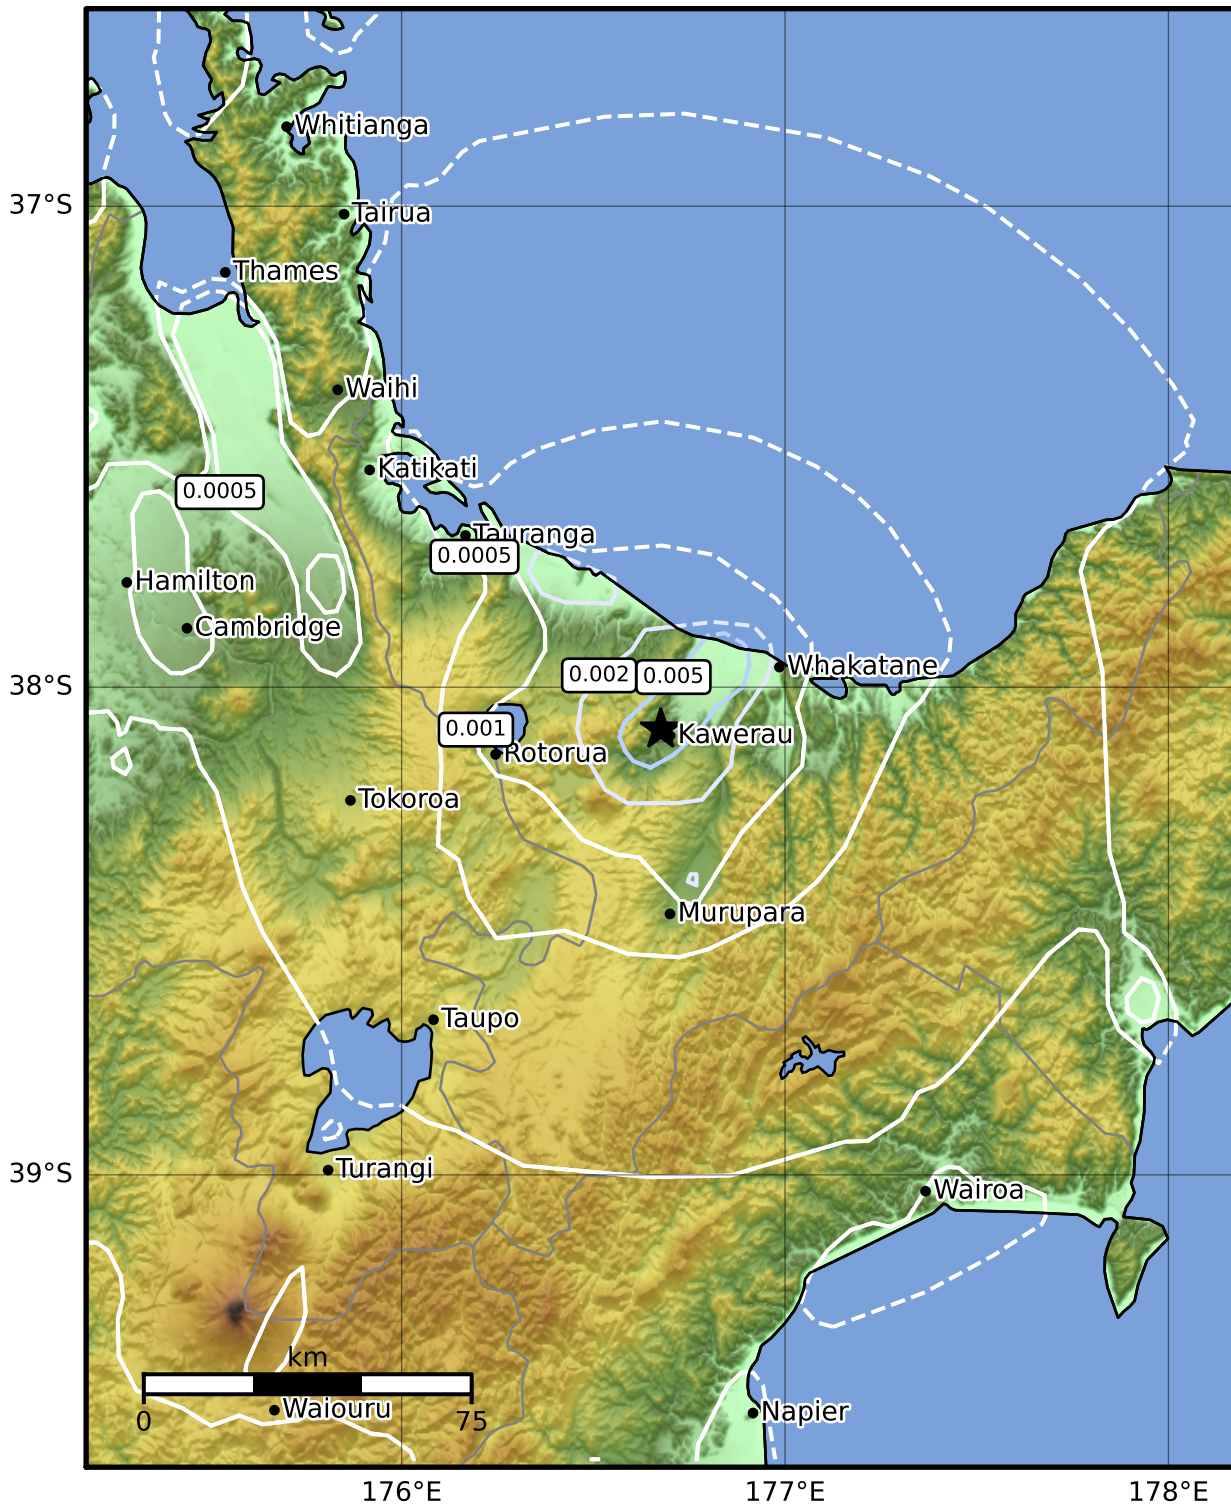 Whitianga
37°S
Tairua
Thames
Waihi
Katikati
0.0005
Tauranga
0.0005
Hamilton
Cambridge
Whakatane
0.002
0.005
38°S
0.001
Kawerau
Rotorua
Tokoroa
Murupara
Taupo
Turangi
39°S
Wairoa
km
0
75
Waiouru
Napier
176°E
177°E
178°E